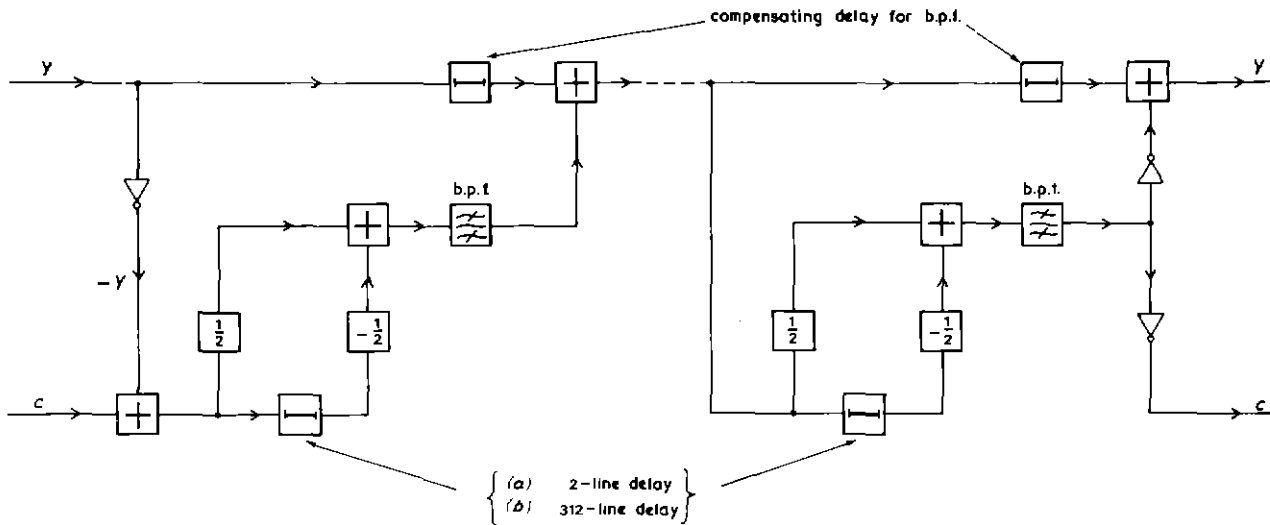 compensating delay for b.p.f.
Y
Y
b.p.f.
b.p.f.
-Y
1/2
-1/2
1/2
-1/2
c
c
(a) 2-line delay
(b) 312-line delay